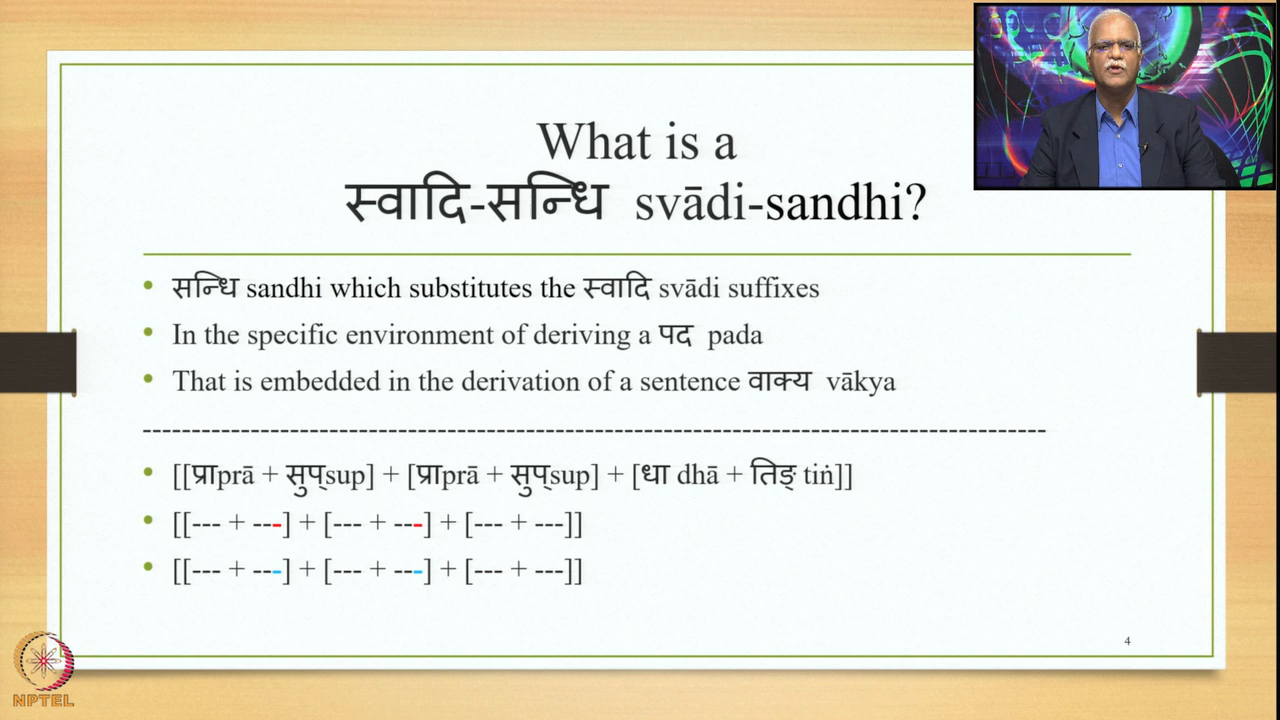 What is a
स्वादि-सन्धि svādi-sandhi?
• सन्धि sandhi which substitutes the स्वादि svādi suffixes
• In the specific environment of deriving a पद pada
• That is embedded in the derivation of a sentence वाक्य vākya
-----------------------------------------------------------------------------------------------
• [[प्राprā + सुप्sup] + [प्राprā + सुप्sup] + [धा dhā + तिङ् tiṅ]]
• [[--- + ---] + [--- + ---] + [--- + ---]]
• [[--- + ---] + [--- + ---] + [--- + ---]]
4
NPTEL